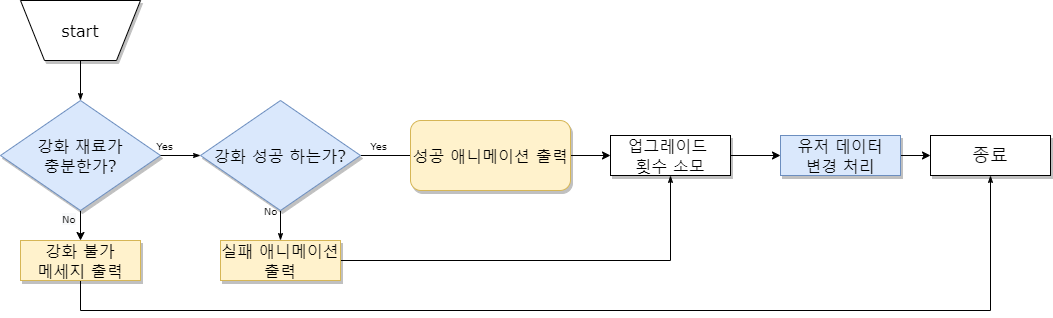 start
강화 재료가
충분한가?
Yes
강화 성공 하는가?
Yes
성공 애니메이션 출력
업그레이드
횟수 소모
유저 데이터
변경 처리
종료
No
강화 불가
메세지 출력
No
실패 애니메이션
출력